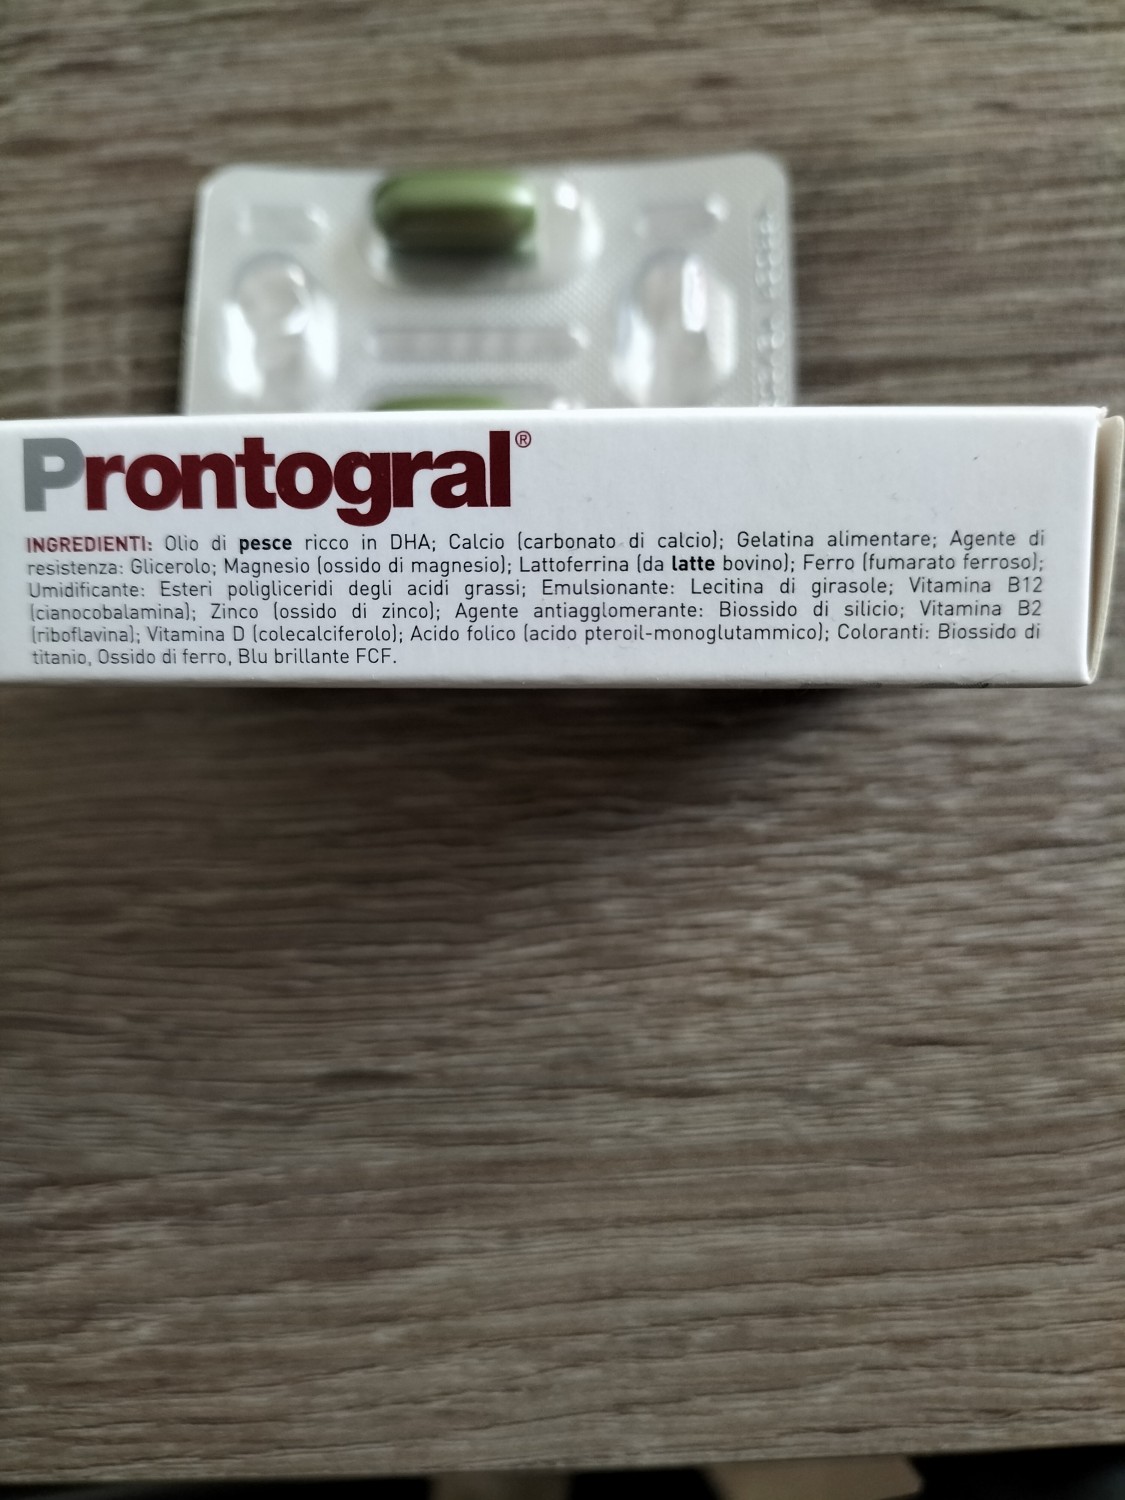 Prontogral®
INGREDIENTI: Olio di pesce ricco in DHA; Calcio (carbonato di calcio); Gelatina alimentare; Agente di
resistenza: Glicerolo; Magnesio (ossido di magnesio); Lattoferrina (da latte bovino); Ferro (fumarato ferroso);
Umidificante: Esteri poligliceridi degli acidi grassi; Emulsionante: Lecitina di girasole; Vitamina B12
(cianocobalamina); Zinco (ossido di zinco); Agente antiagglomerante: Biossido di silicio; Vitamina B2
(riboflavina); Vitamina D (colecalciferolo); Acido folico (acido pteroil-monoglutammico); Coloranti: Biossido di
titanio, Ossido di ferro, Blu brillante FCF.